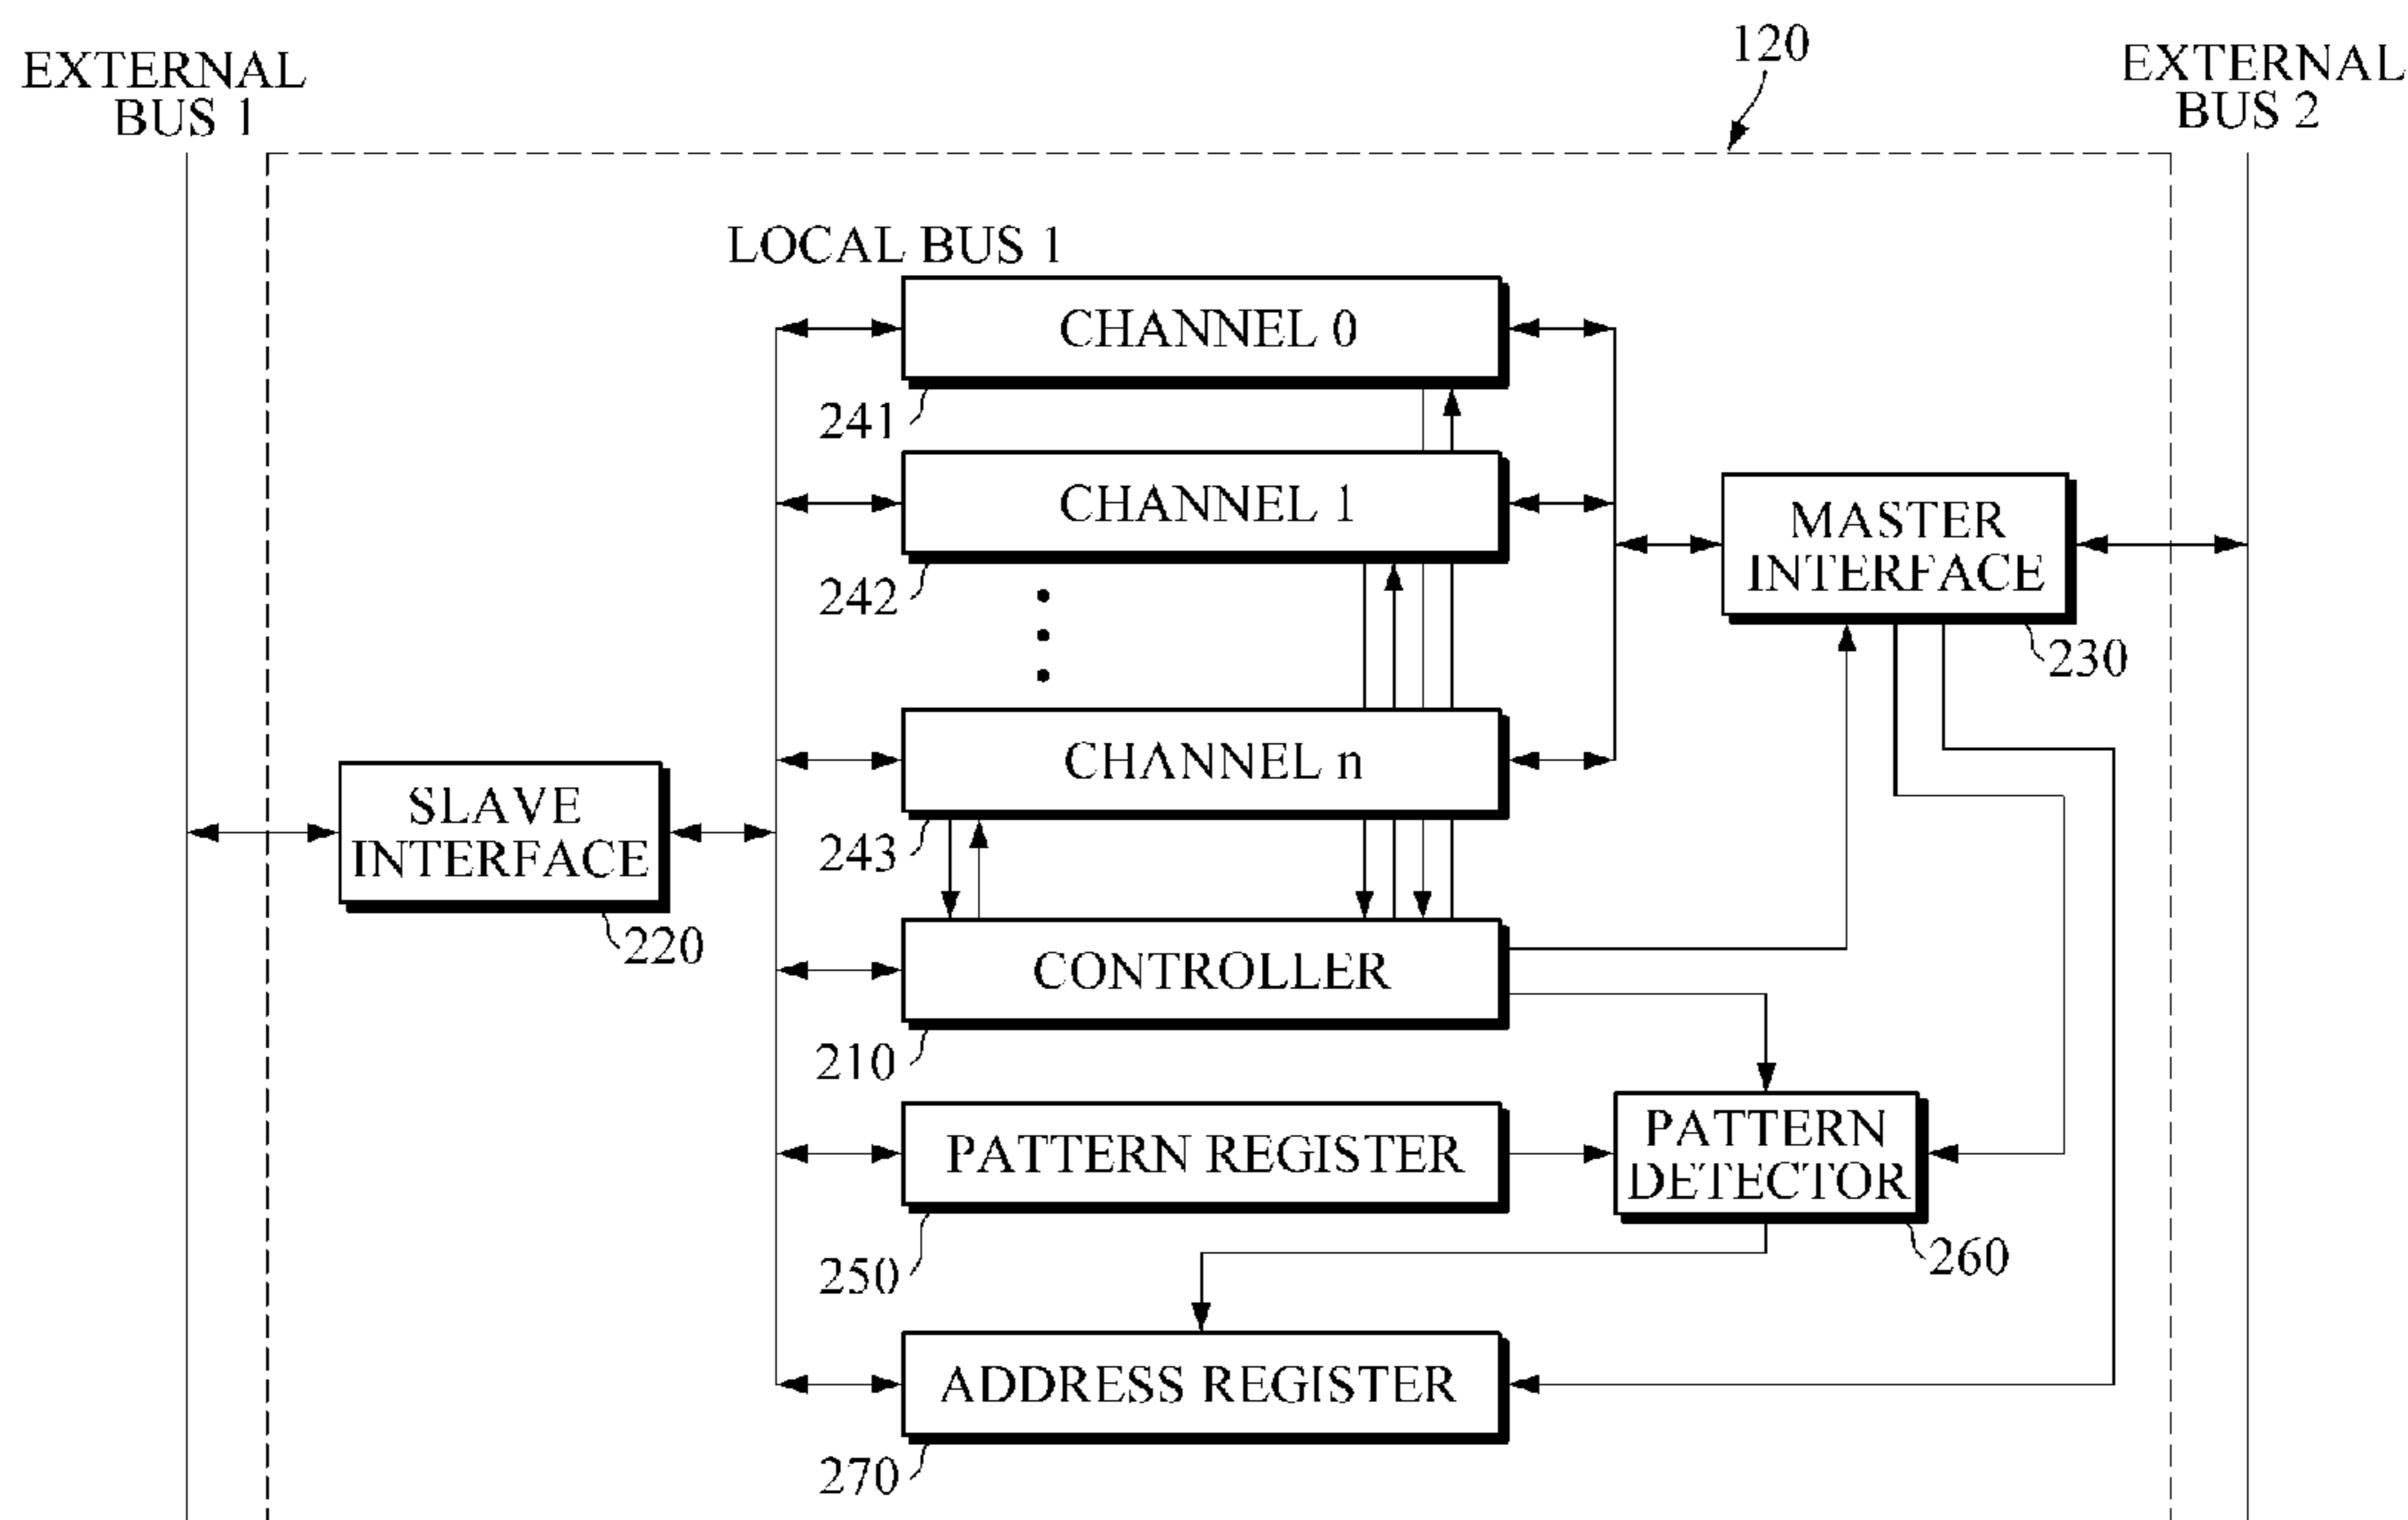 120
EXTERNAL
BUS 1
EXTERNAL
BUS 2
LOCAL BUS 1
CHANNEL 0
241
CHANNEL 1
242
MASTER
INTERFACE
230
CHANNEL n
243
SLAVE
INTERFACE
220
CONTROLLER
210
PATTERN REGISTER
250
PATTERN
DETECTOR
260
ADDRESS REGISTER
270